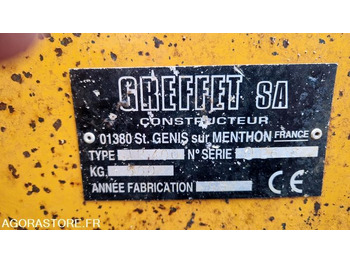 GREFFET SA
CONSTRUCTEUR
01380 St. GENIS sur MENTHON FRANCE
TYPE N° SERIE
KG.
ANNÉE FABRICATION CE
AGORASTORE.FR